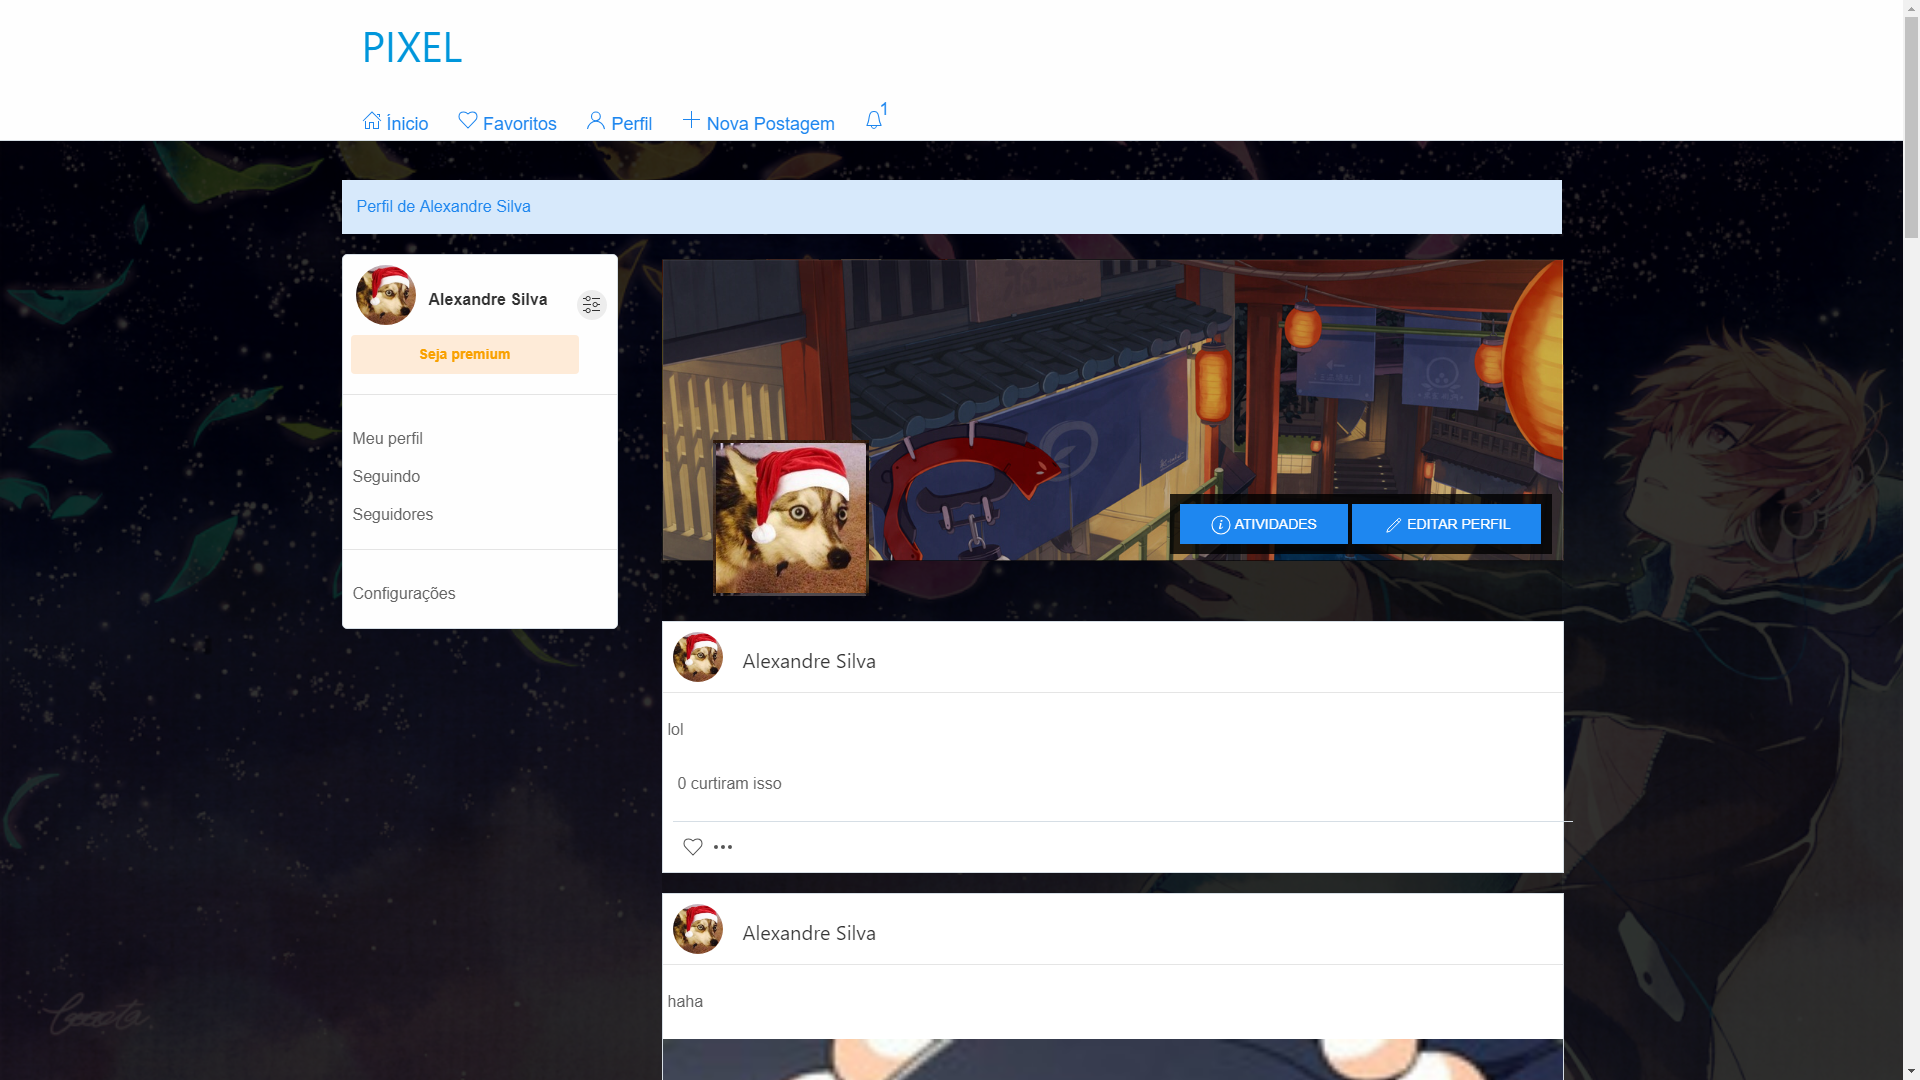 PIXEL
Ínicio
Favoritos
Perfil
Nova Postagem
1
Perfil de Alexandre Silva
Alexandre Silva
Seja premium
Meu perfil
Seguindo
Seguidores
Configurações
ATIVIDADES
EDITAR PERFIL
Alexandre Silva
lol
0 curtiram isso
Alexandre Silva
haha